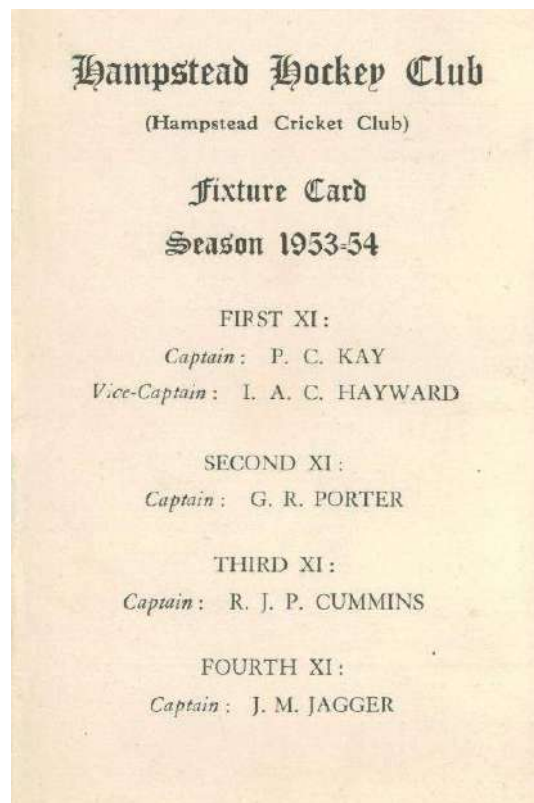 Hampstead Hockey Club
(Hampstead Cricket Club)
Fixture Card
Season 1953-54
FIRST XI :
Captain : P. C. KAY
Vice-Captain : I. A. C. HAYWARD
SECOND XI :
Captain : G. R. PORTER
THIRD XI :
Captain : R. J. P. CUMMINS
FOURTH XI :
Captain : J. M. JAGGER